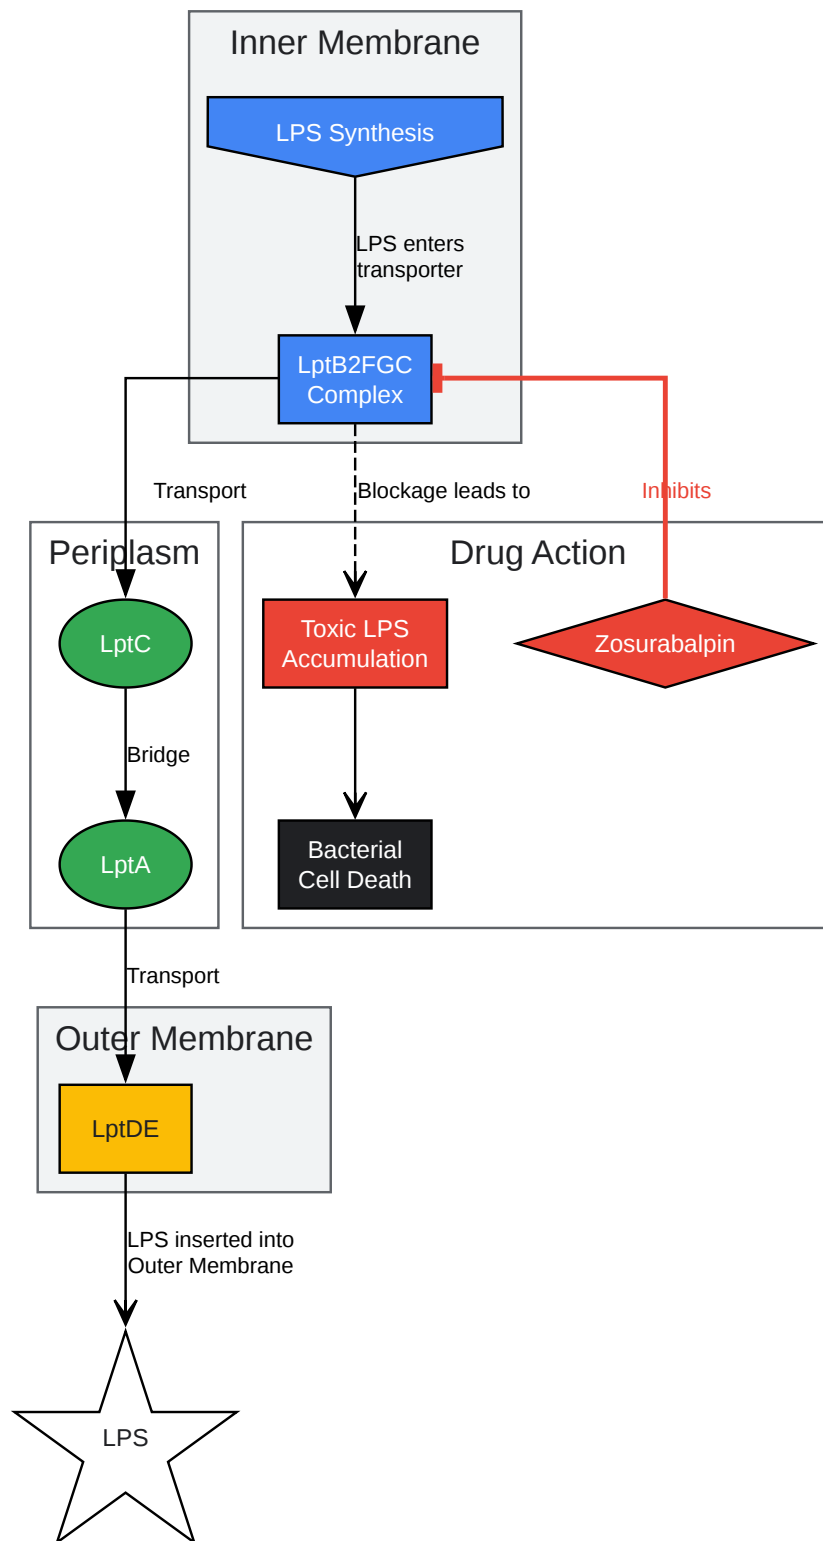 Inner Membrane
LPS Synthesis
LPS enters
transporter
LptB2FGC
Complex
Transport
Blockage leads to
Inhibits
Periplasm
Drug Action
LptC
Toxic LPS
Accumulation
Zosurabalpin
Bridge
LptA
Bacterial
Cell Death
Transport
Outer Membrane
LptDE
LPS inserted into
Outer Membrane
LPS